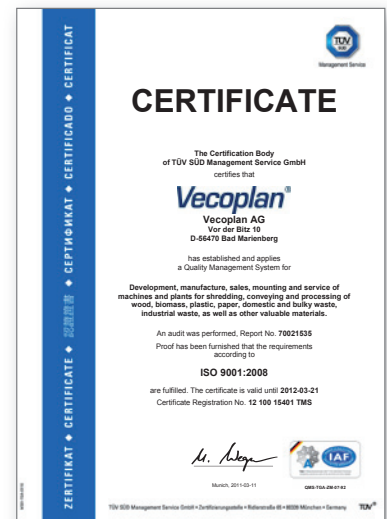 TÜV
SÜD
Management Service
CERTIFICATE
The Certification Body
of TÜV SÜD Management Service GmbH
certifies that
Vecoplan®
Vecoplan AG
Vor der Bitz 10
D-56470 Bad Marienberg
has established and applies
a Quality Management System for
Development, manufacture, sales, mounting and service of
machines and plants for shredding, conveying and processing of
wood, biomass, plastic, paper, domestic and bulky waste,
industrial waste, as well as other valuable materials.
An audit was performed, Report No. 70021535
Proof has been furnished that the requirements
according to
ISO 9001:2008
are fulfilled. The certificate is valid until 2012-03-21
Certificate Registration No. 12 100 15401 TMS
Munich, 2011-03-11
IAF
QMS-TGA-ZM-07-92
TÜV SÜD Management Service GmbH • Zertifizierungsstelle • Ridlerstraße 65 • 80339 München • Germany
TÜV®
ZERTIFIKAT ◆ CERTIFICATE ◆ 認證證書 ◆ СЕРТИФИКАТ ◆ CERTIFICADO ◆ CERTIFICAT